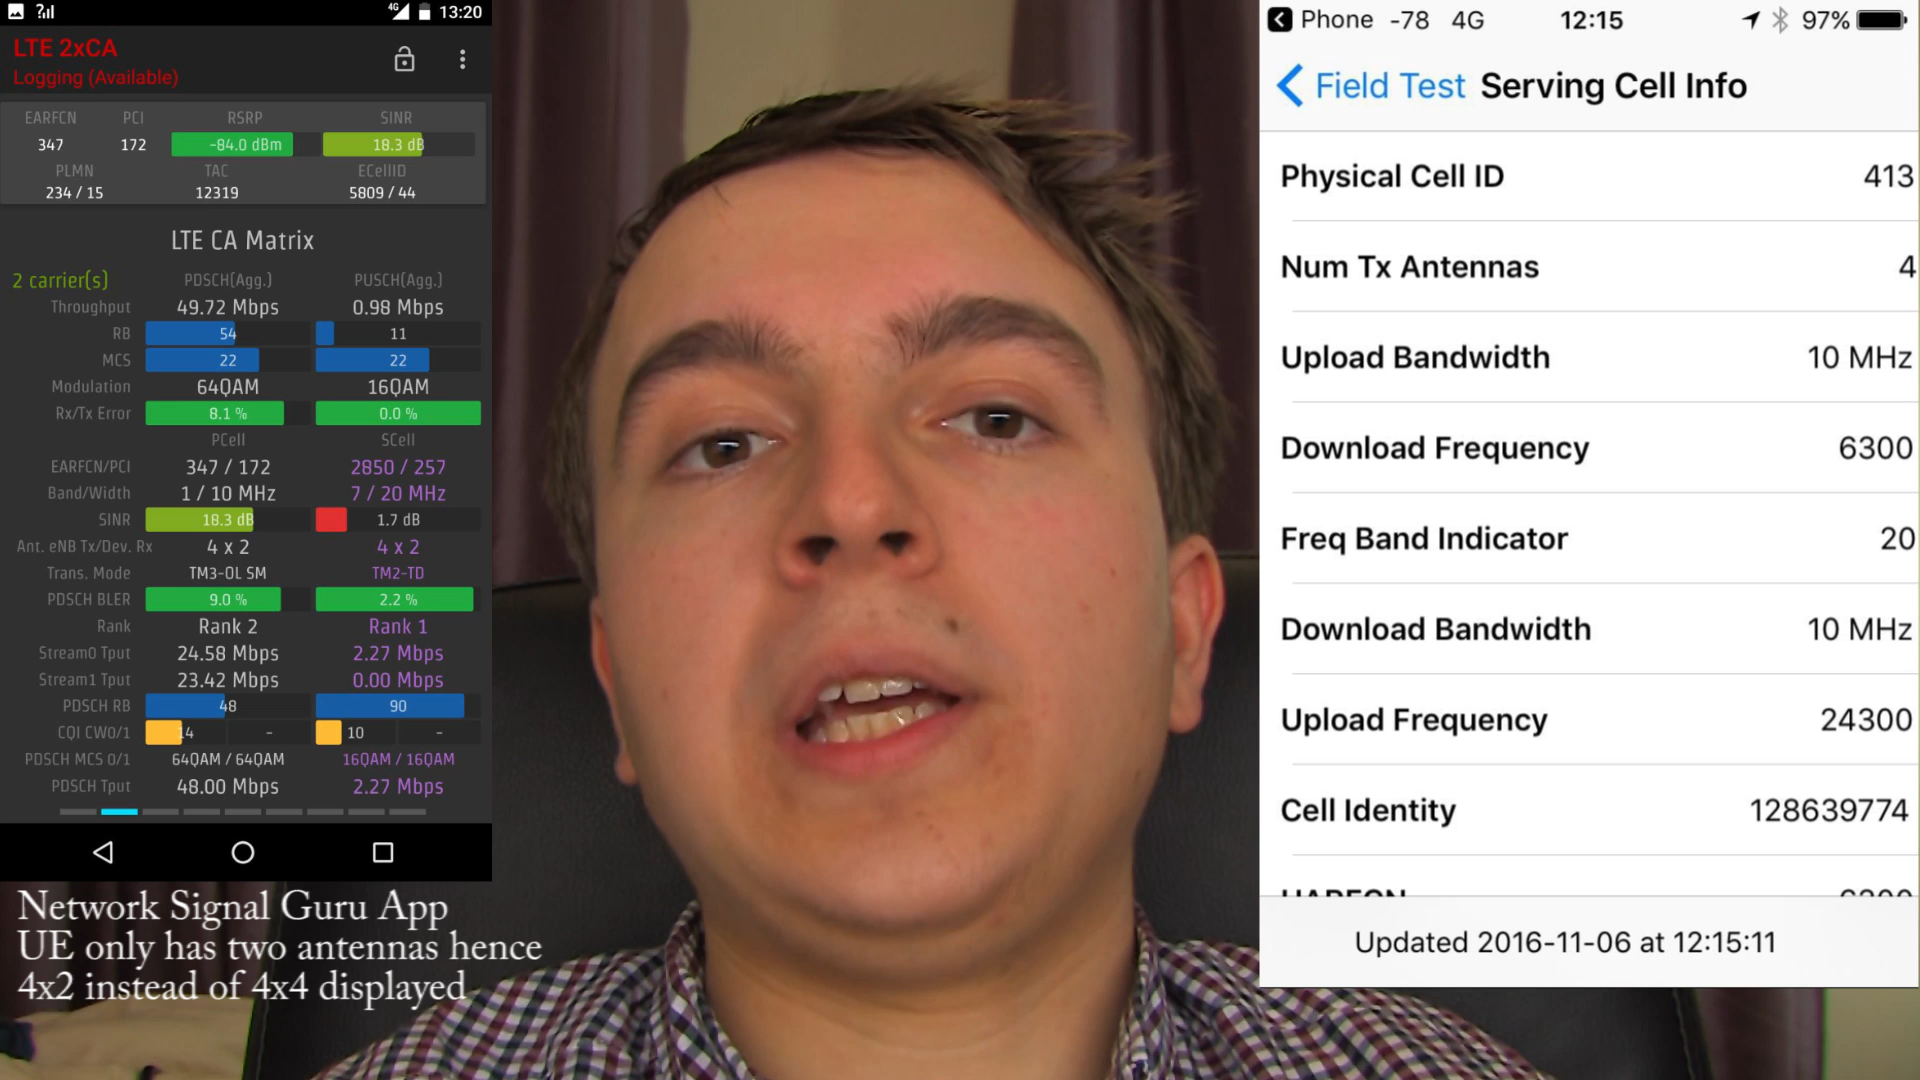 4G 13:20
LTE 2xCA
Logging (Available)
EARFCN PCI RSRP SINR
347 172 -84.0 dBm 18.3 dB
PLMN TAC ECellID
234 / 15 12319 5809 / 44
LTE CA Matrix
2 carrier(s) PDSCH(Agg.) PUSCH(Agg.)
Throughput 49.72 Mbps 0.98 Mbps
RB 54 11
MCS 22 22
Modulation 64QAM 16QAM
Rx/Tx Error 8.1 % 0.0 %
PCell SCell
EARFCN/PCI 347 / 172 2850 / 257
Band/Width 1 / 10 MHz 7 / 20 MHz
SINR 18.3 dB 1.7 dB
Ant. eNB Tx/Dev. Rx 4 x 2 4 x 2
Trans. Mode TM3-OL SM TM2-TD
PDSCH BLER 9.0 % 2.2 %
Rank Rank 2 Rank 1
Stream0 Tput 24.58 Mbps 2.27 Mbps
Stream1 Tput 23.42 Mbps 0.00 Mbps
PDSCH RB 48 90
CQI CW0/1 14 - 10 -
PDSCH MCS 0/1 64QAM / 64QAM 16QAM / 16QAM
PDSCH Tput 48.00 Mbps 2.27 Mbps
Network Signal Guru App
UE only has two antennas hence
4x2 instead of 4x4 displayed
Phone -78 4G 12:15 97%
Field Test Serving Cell Info
Physical Cell ID 413
Num Tx Antennas 4
Upload Bandwidth 10 MHz
Download Frequency 6300
Freq Band Indicator 20
Download Bandwidth 10 MHz
Upload Frequency 24300
Cell Identity 128639774
Updated 2016-11-06 at 12:15:11